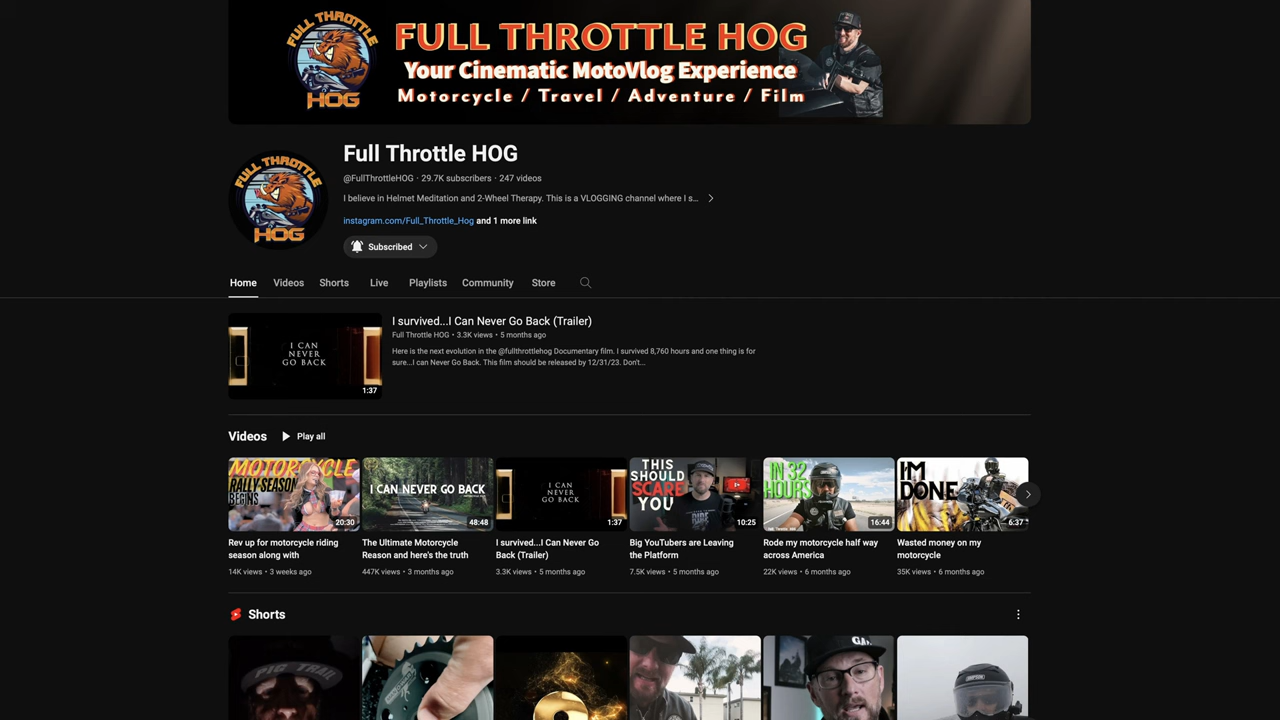 FULL THROTTLE
HOG
FULL THROTTLE HOG
Your Cinematic MotoVlog Experience
Motorcycle / Travel / Adventure / Film
FULL THROTTLE
HOG
Full Throttle HOG
@FullThrottleHOG · 29.7K subscribers · 247 videos
I believe in Helmet Meditation and 2-Wheel Therapy. This is a VLOGGING channel where I s...
instagram.com/Full_Throttle_Hog and 1 more link
Subscribed
Home Videos Shorts Live Playlists Community Store
I CAN
NEVER
GO BACK
1:37
I survived...I Can Never Go Back (Trailer)
Full Throttle HOG • 3.3K views • 5 months ago
Here is the next evolution in the @fullthrottlehog Documentary film. I survived 8,760 hours and one thing is for
sure...I can Never Go Back. This film should be released by 12/31/23. Don't...
Videos Play all
MOTORCYCLE
RALLY SEASON
BEGINS
20:30
Rev up for motorcycle riding
season along with
14K views • 3 weeks ago
I CAN NEVER GO BACK
48:48
The Ultimate Motorcycle
Reason and here's the truth
447K views • 3 months ago
I CAN
NEVER
GO BACK
1:37
I survived...I Can Never Go
Back (Trailer)
3.3K views • 5 months ago
THIS
SHOULD
SCARE
YOU
10:25
Big YouTubers are Leaving
the Platform
7.5K views • 5 months ago
IN 32
HOURS
16:44
Rode my motorcycle half way
across America
22K views • 6 months ago
I'M
DONE
6:37
Wasted money on my
motorcycle
35K views • 6 months ago
Shorts
PIG TRAIL
SIMPSON